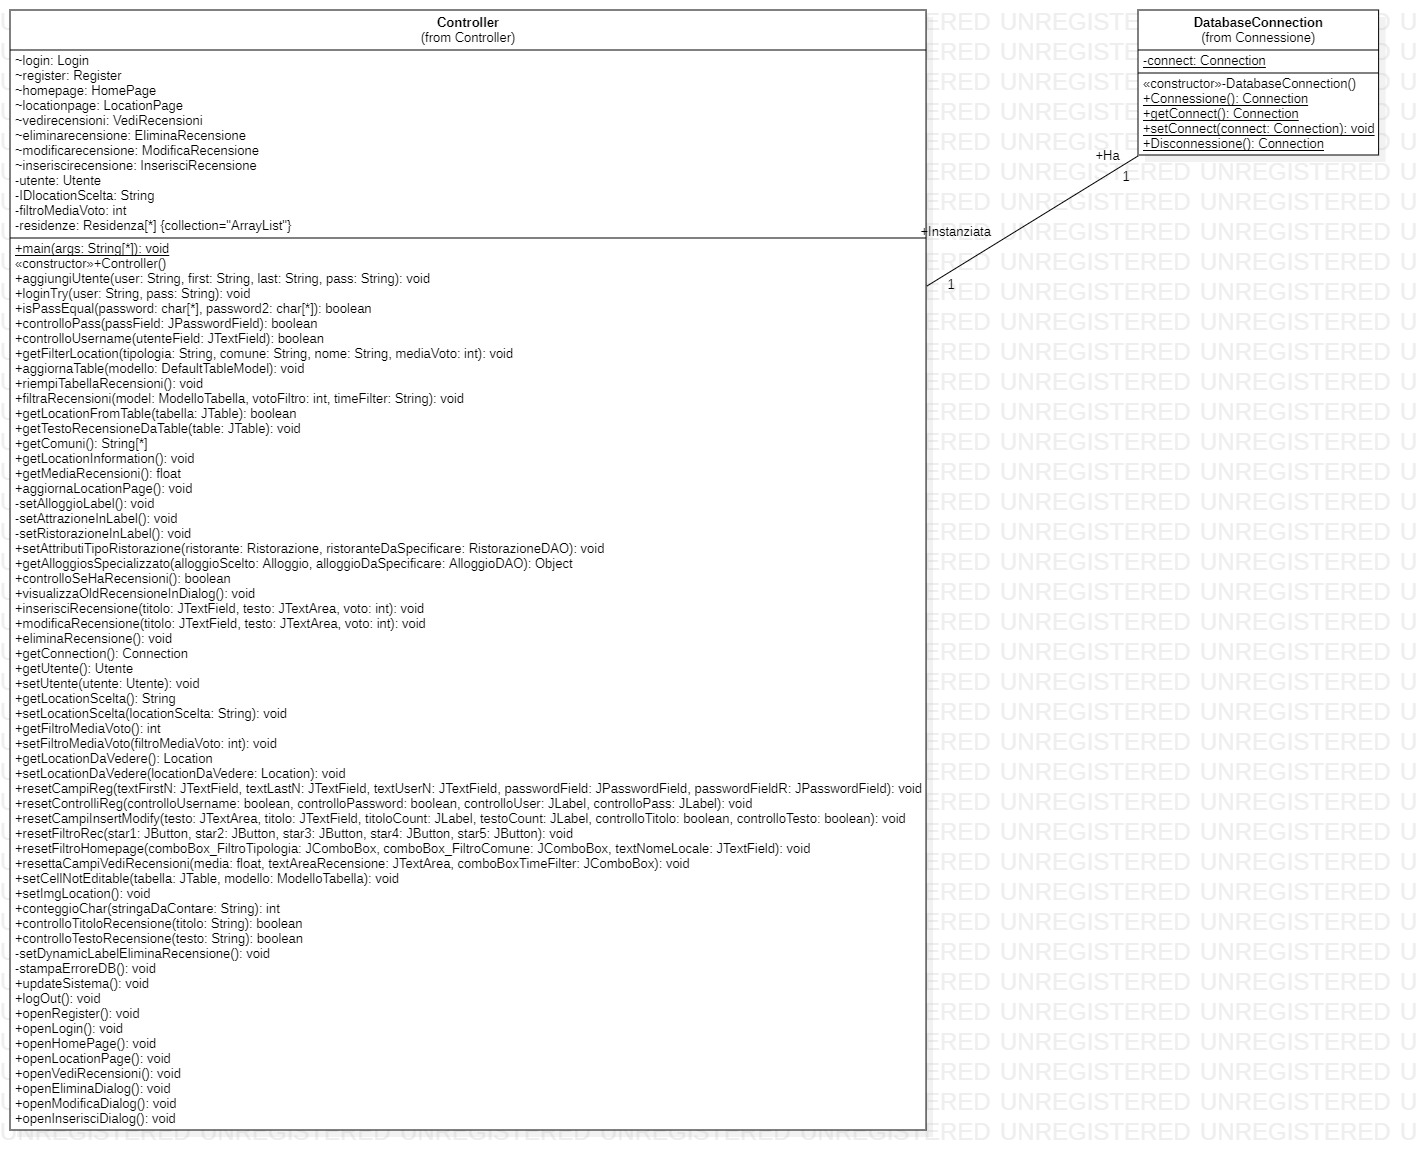 Controller
(from Controller)
~login: Login
~register: Register
~homepage: HomePage
~locationpage: LocationPage
~vedirecensioni: VediRecensioni
~eliminarecensione: EliminaRecensione
~modificarecensione: ModificaRecensione
~inseriscirecensione: InserisciRecensione
-utente: Utente
-IDlocationScelta: String
-filtroMediaVoto: int
-residenze: Residenza[*] {collection="ArrayList"}
+main(args: String[*]): void
«constructor»+Controller()
+aggiungiUtente(user: String, first: String, last: String, pass: String): void
+loginTry(user: String, pass: String): void
+isPassEqual(password: char[*], password2: char[*]): boolean
+controlloPass(passField: JPasswordField): boolean
+controlloUsername(utenteField: JTextField): boolean
+getFilterLocation(tipologia: String, comune: String, nome: String, mediaVoto: int): void
+aggiornaTable(modello: DefaultTableModel): void
+riempiTabellaRecensioni(): void
+filtraRecensioni(model: ModelloTabella, votoFiltro: int, timeFilter: String): void
+getLocationFromTable(tabella: JTable): boolean
+getTestoRecensioneDaTable(table: JTable): void
+getComuni(): String[*]
+getLocationInformation(): void
+getMediaRecensioni(): float
+aggiornaLocationPage(): void
-setAlloggioLabel(): void
-setAttrazioneInLabel(): void
-setRistorazioneInLabel(): void
+setAttributiTipoRistorazione(ristorante: Ristorazione, ristoranteDaSpecificare: RistorazioneDAO): void
+getAlloggiosSpecializzato(alloggioScelto: Alloggio, alloggioDaSpecificare: AlloggioDAO): Object
+controlloSeHaRecensioni(): boolean
+visualizzaOldRecensioneInDialog(): void
+inserisciRecensione(titolo: JTextField, testo: JTextArea, voto: int): void
+modificaRecensione(titolo: JTextField, testo: JTextArea, voto: int): void
+eliminaRecensione(): void
+getConnection(): Connection
+getUtente(): Utente
+setUtente(utente: Utente): void
+getLocationScelta(): String
+setLocationScelta(locationScelta: String): void
+getFiltroMediaVoto(): int
+setFiltroMediaVoto(filtroMediaVoto: int): void
+getLocationDaVedere(): Location
+setLocationDaVedere(locationDaVedere: Location): void
+resetCampiReg(textFirstN: JTextField, textLastN: JTextField, textUserN: JTextField, passwordField: JPasswordField, passwordFieldR: JPasswordField): void
+resetControlliReg(controlloUsername: boolean, controlloPassword: boolean, controlloUser: JLabel, controlloPass: JLabel): void
+resetCampiInsertModify(testo: JTextArea, titolo: JTextField, titoloCount: JLabel, testoCount: JLabel, controlloTitolo: boolean, controlloTesto: boolean): void
+resetFiltroRec(star1: JButton, star2: JButton, star3: JButton, star4: JButton, star5: JButton): void
+resetFiltroHomepage(comboBox_FiltroTipologia: JComboBox, comboBox_FiltroComune: JComboBox, textNomeLocale: JTextField): void
+resettaCampiVediRecensioni(media: float, textAreaRecensione: JTextArea, comboBoxTimeFilter: JComboBox): void
+setCellNotEditable(tabella: JTable, modello: ModelloTabella): void
+setImgLocation(): void
+conteggioChar(stringaDaContare: String): int
+controlloTitoloRecensione(titolo: String): boolean
+controlloTestoRecensione(testo: String): boolean
-setDynamicLabelEliminaRecensione(): void
-stampaErroreDB(): void
+updateSistema(): void
+logOut(): void
+openRegister(): void
+openLogin(): void
+openHomePage(): void
+openLocationPage(): void
+openVediRecensioni(): void
+openEliminaDialog(): void
+openModificaDialog(): void
+openInserisciDialog(): void
DatabaseConnection
(from Connessione)
-connect: Connection
«constructor»-DatabaseConnection()
+Connessione(): Connection
+getConnect(): Connection
+setConnect(connect: Connection): void
+Disconnessione(): Connection
+Ha
1
+Instanziata
1